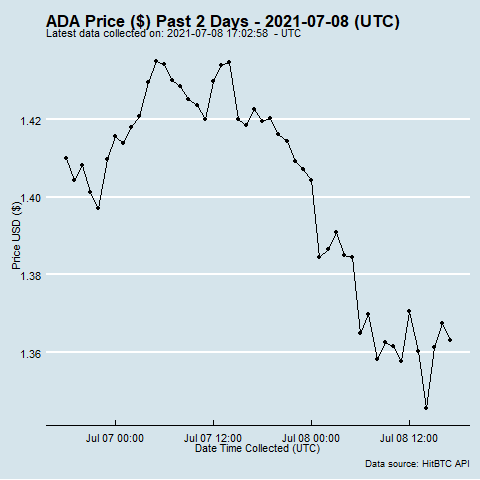 ADA Price ($) Past 2 Days - 2021-07-08 (UTC)
Latest data collected on: 2021-07-08 17:02:58 - UTC
1.42
1.40
1.38
1.36
Price USD ($)
Jul 07 00:00 Jul 07 12:00 Jul 08 00:00 Jul 08 12:00
Date Time Collected (UTC)
Data source: HitBTC API